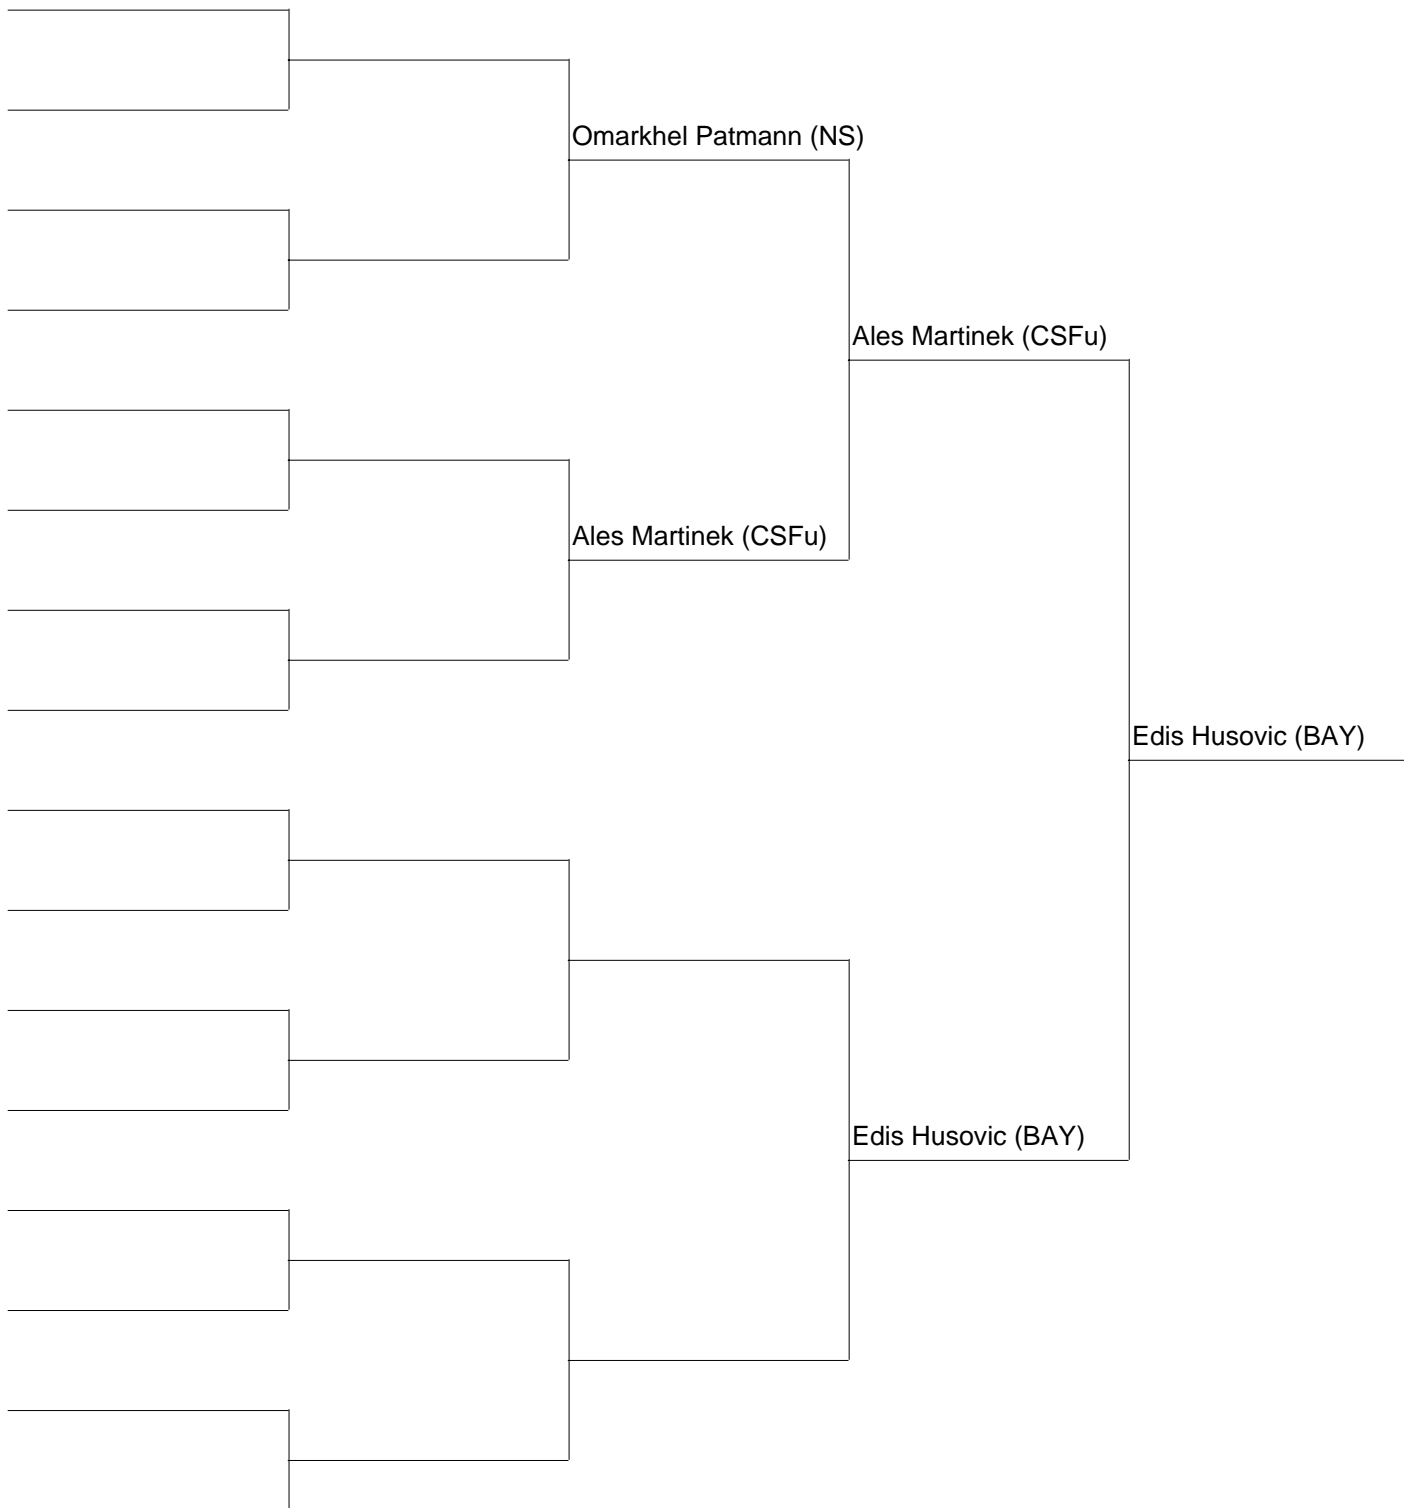 Omarkhel Patmann (NS)
Ales Martinek (CSFu)
Ales Martinek (CSFu)
Edis Husovic (BAY)
Edis Husovic (BAY)